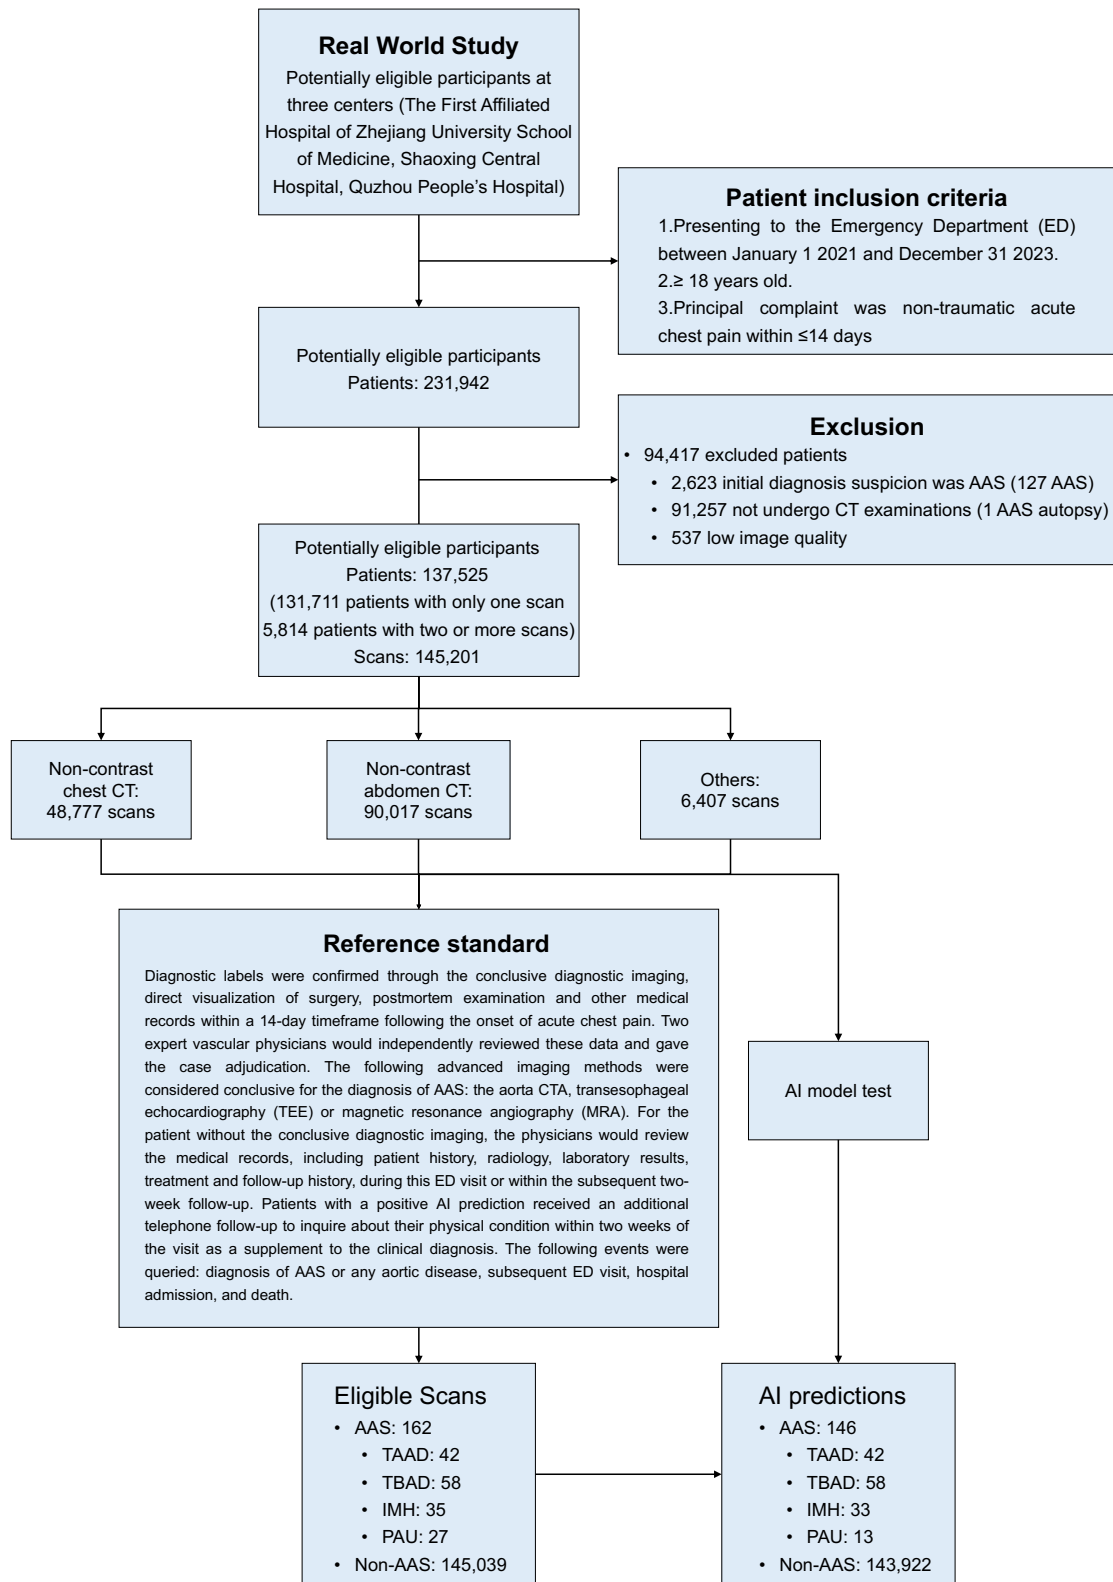 Real World Study
Potentially eligible participants at
three centers (The First Affiliated
Hospital of Zhejiang University School
of Medicine, Shaoxing Central
Hospital, Quzhou People’s Hospital)
Patient inclusion criteria
1.Presenting to the Emergency Department (ED)
between January 1 2021 and December 31 2023.
2.≥ 18 years old.
3.Principal complaint was non-traumatic acute
chest pain within ≤14 days
Potentially eligible participants
Patients: 231,942
Exclusion
• 94,417 excluded patients
• 2,623 initial diagnosis suspicion was AAS (127 AAS)
• 91,257 not undergo CT examinations (1 AAS autopsy)
• 537 low image quality
Potentially eligible participants
Patients: 137,525
(131,711 patients with only one scan
5,814 patients with two or more scans)
Scans: 145,201
Non-contrast
chest CT:
48,777 scans
Non-contrast
abdomen CT:
90,017 scans
Others:
6,407 scans
Reference standard
Diagnostic labels were confirmed through the conclusive diagnostic imaging,
direct visualization of surgery, postmortem examination and other medical
records within a 14-day timeframe following the onset of acute chest pain. Two
expert vascular physicians would independently reviewed these data and gave
the case adjudication. The following advanced imaging methods were
considered conclusive for the diagnosis of AAS: the aorta CTA, transesophageal
echocardiography (TEE) or magnetic resonance angiography (MRA). For the
patient without the conclusive diagnostic imaging, the physicians would review
the medical records, including patient history, radiology, laboratory results,
treatment and follow-up history, during this ED visit or within the subsequent two-
week follow-up. Patients with a positive AI prediction received an additional
telephone follow-up to inquire about their physical condition within two weeks of
the visit as a supplement to the clinical diagnosis. The following events were
queried: diagnosis of AAS or any aortic disease, subsequent ED visit, hospital
admission, and death.
AI model test
Eligible Scans
• AAS: 162
• TAAD: 42
• TBAD: 58
• IMH: 35
• PAU: 27
• Non-AAS: 145,039
AI predictions
• AAS: 146
• TAAD: 42
• TBAD: 58
• IMH: 33
• PAU: 13
• Non-AAS: 143,922